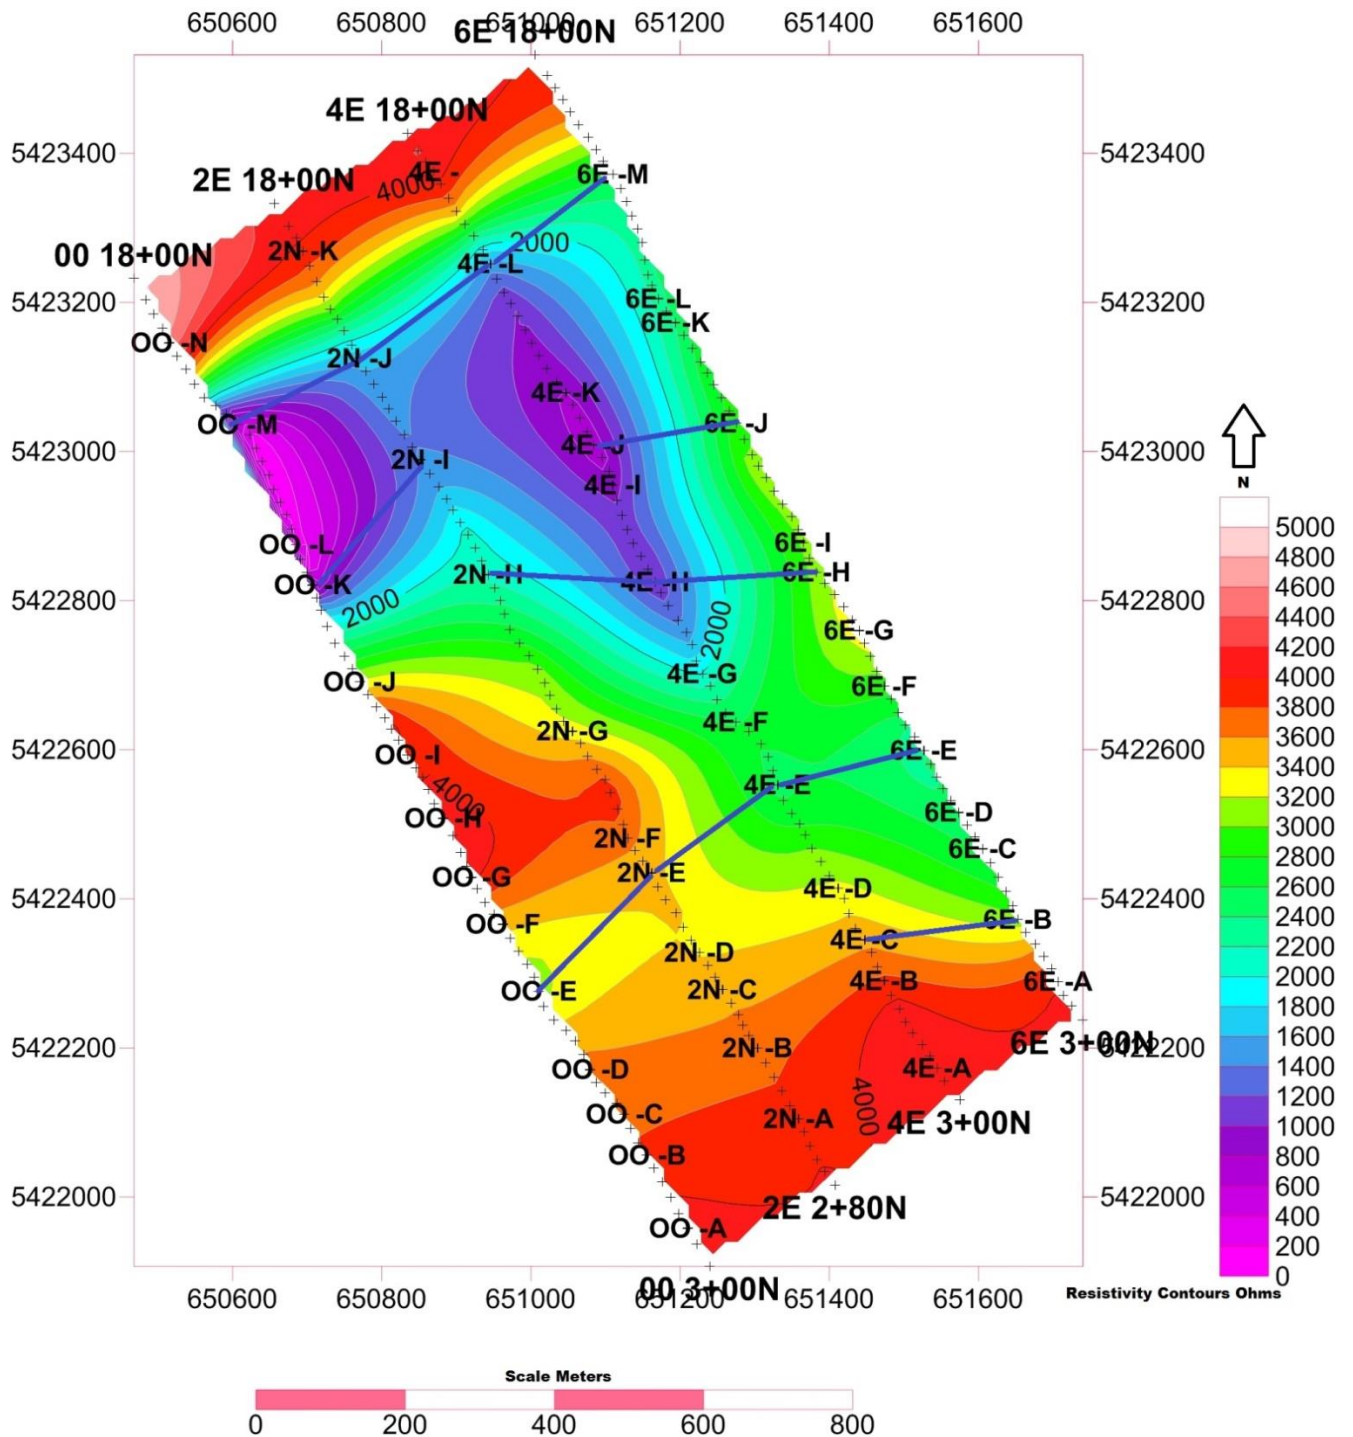 650600 650800 651000 651200 651400 651600
6E 18+00N
4E 18+00N
5423400 5423400
4E -
6E -M
2E 18+00N
4000
2000
2N -K
00 18+00N
4E -L
5423200 6E -L 5423200
6E -K
OO -N
2N -J
4E -K
OO -M
6E -J
4E -J
5423000 5423000
2N -I
4E -I
N
OO -L
6E -I
OO -K
2N -H 4E -H 6E -H
5422800 5422800
2000
2000
6E -G
4E -G
OO -J
6E -F
4E -F
2N -G
5422600 6E -E 5422600
OO -I
4E -E
4000
OO -H
6E -D
2N -F
6E -C
2N -E
OO -G
4E -D
5422400 5422400
OO -F
6E -B
4E -C
2N -D
4E -B 6E -A
OO -E 2N -C
5422200 2N -B 6E 3+00N 5422200
OO -D 4E -A
4000
OO -C 2N -A 4E 3+00N
OO -B
5422000 5422000
2E 2+80N
OO -A
00 3+00N
650600 650800 651000 651200 651400 651600
5000
4800
4600
4400
4200
4000
3800
3600
3400
3200
3000
2800
2600
2400
2200
2000
1800
1600
1400
1200
1000
800
600
400
200
0
Resistivity Contours Ohms
Scale Meters
0 200 400 600 800